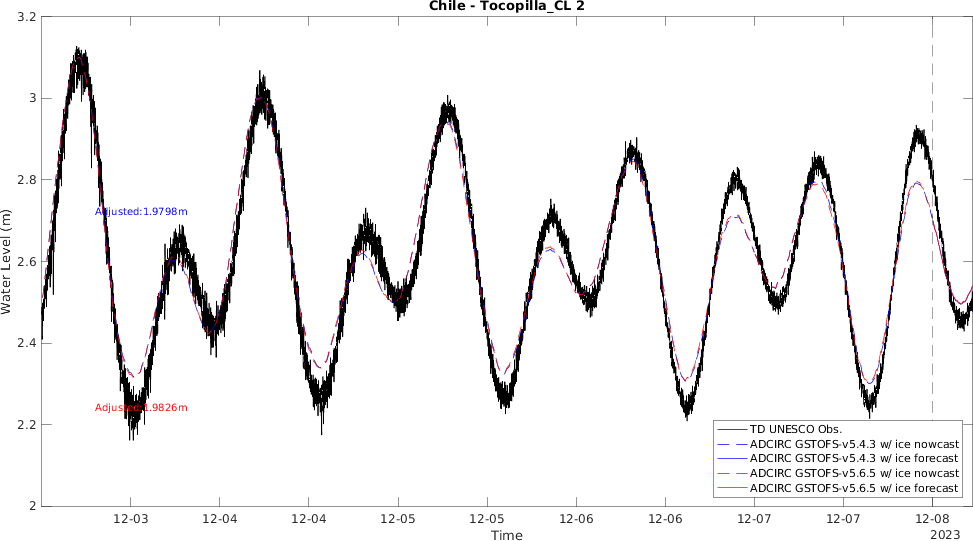 Chile - Tocopilla_CL 2
3.2
3
2.8
2.6
2.4
2.2
2
Water Level (m)
Adjusted:1.9798m
Adjusted:1.9826m
TD UNESCO Obs.
ADCIRC GSTOFS-v5.4.3 w/ ice nowcast
ADCIRC GSTOFS-v5.4.3 w/ ice forecast
ADCIRC GSTOFS-v5.6.5 w/ ice nowcast
ADCIRC GSTOFS-v5.6.5 w/ ice forecast
12-03 12-04 12-04 12-05 12-05 12-06 12-06 12-07 12-07 12-08
2023
Time